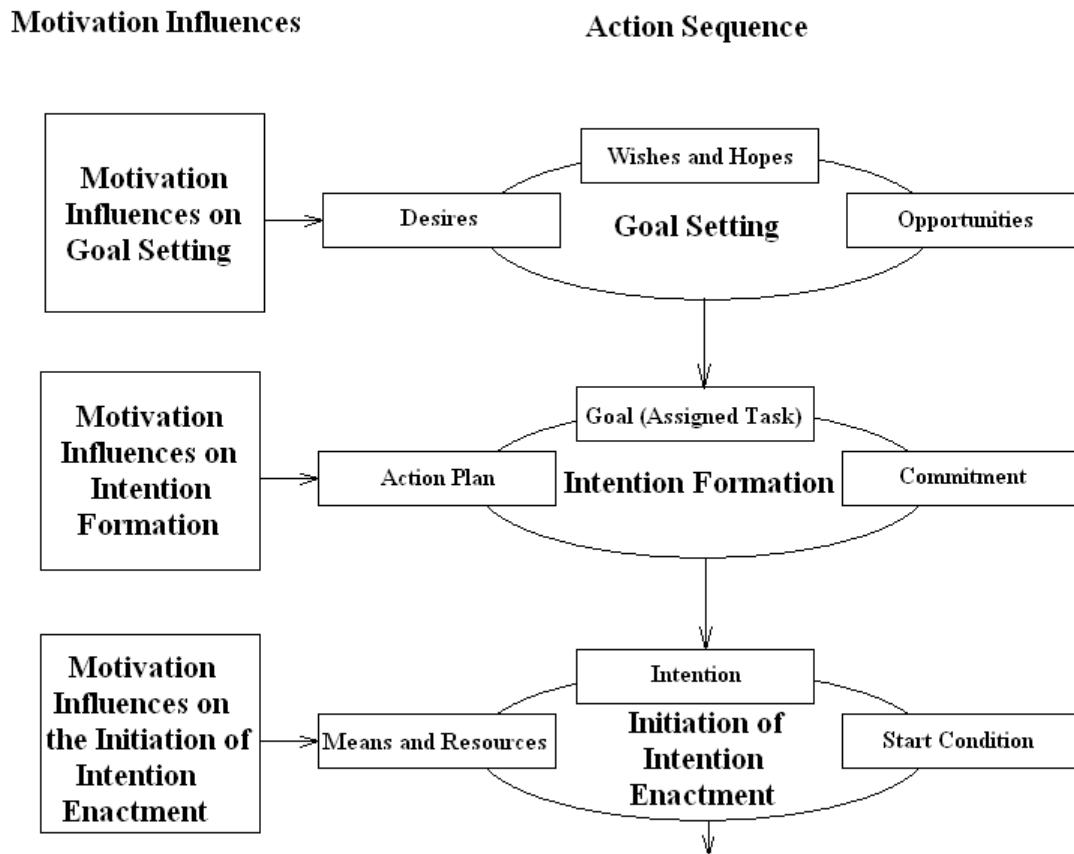 Motivation Influences
Action Sequence
Motivation
Influences on
Goal Setting
Wishes and Hopes
Desires
Goal Setting
Opportunities
Motivation
Influences on
Intention
Formation
Goal (Assigned Task)
Action Plan
Intention Formation
Commitment
Motivation
Influences on
the Initiation of
Intention
Enactment
Intention
Means and Resources
Initiation of
Intention
Enactment
Start Condition